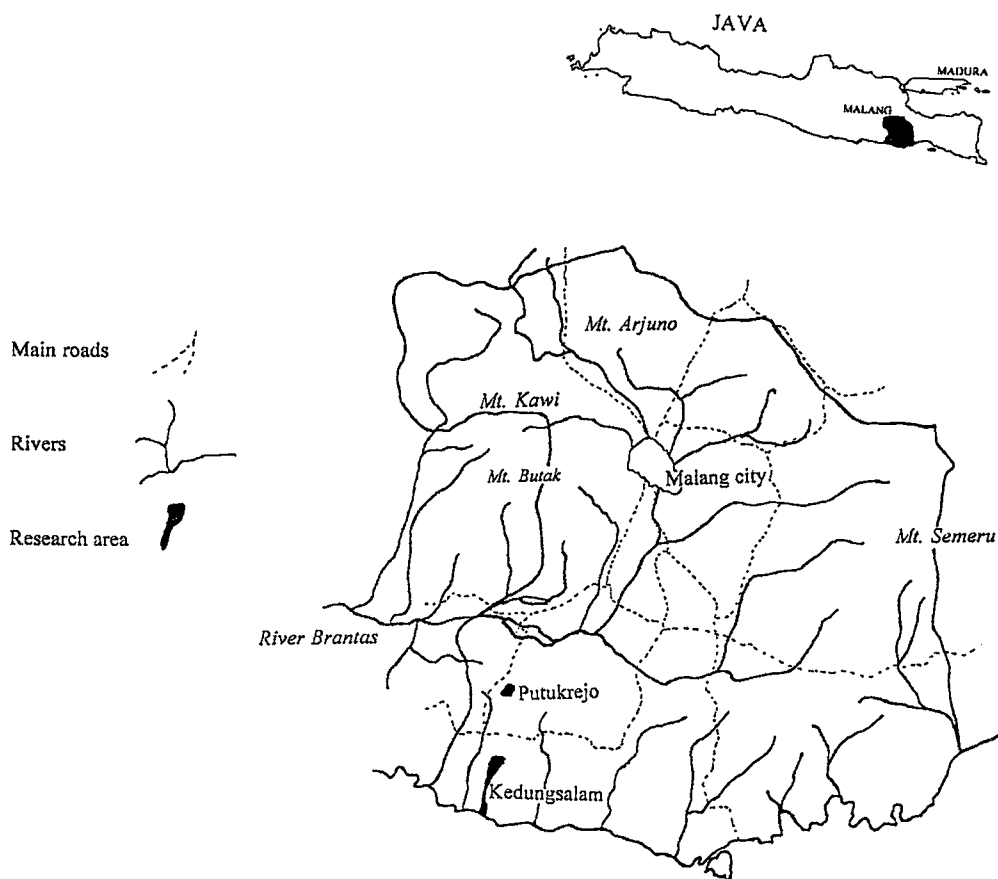 JAVA
MADURA
MALANG
Mt. Arjuno
Main roads
Mt. Kawi
Rivers
Mt. Butak
Malang city
Research area
Mt. Semeru
River Brantas
Putukrejo
Kedungsalam